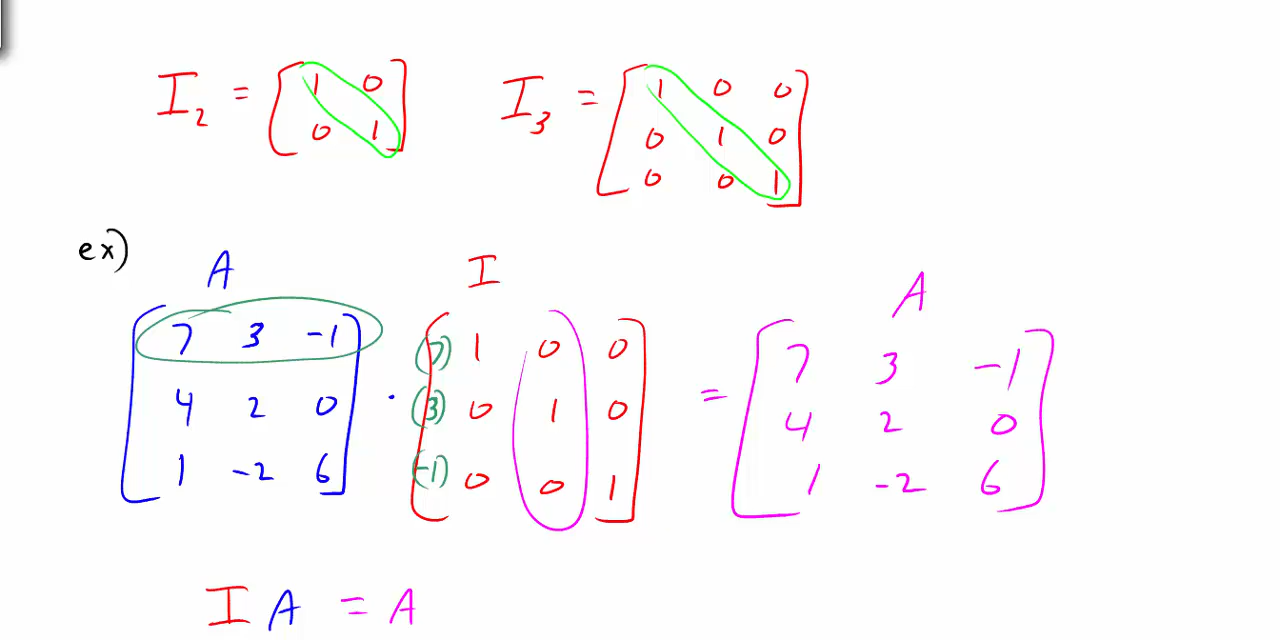 I₂ = [ 1 0 I₃ = [ 1 0 0
0 1 ] 0 1 0
0 0 1 ]
ex)
A I A
[ 7 3 -1 (7) [ 1 0 0 [ 7 3 -1
4 2 0 · (3) 0 1 0 = 4 2 0
1 -2 6 ] (-1) 0 0 1 ] 1 -2 6 ]
I A = A